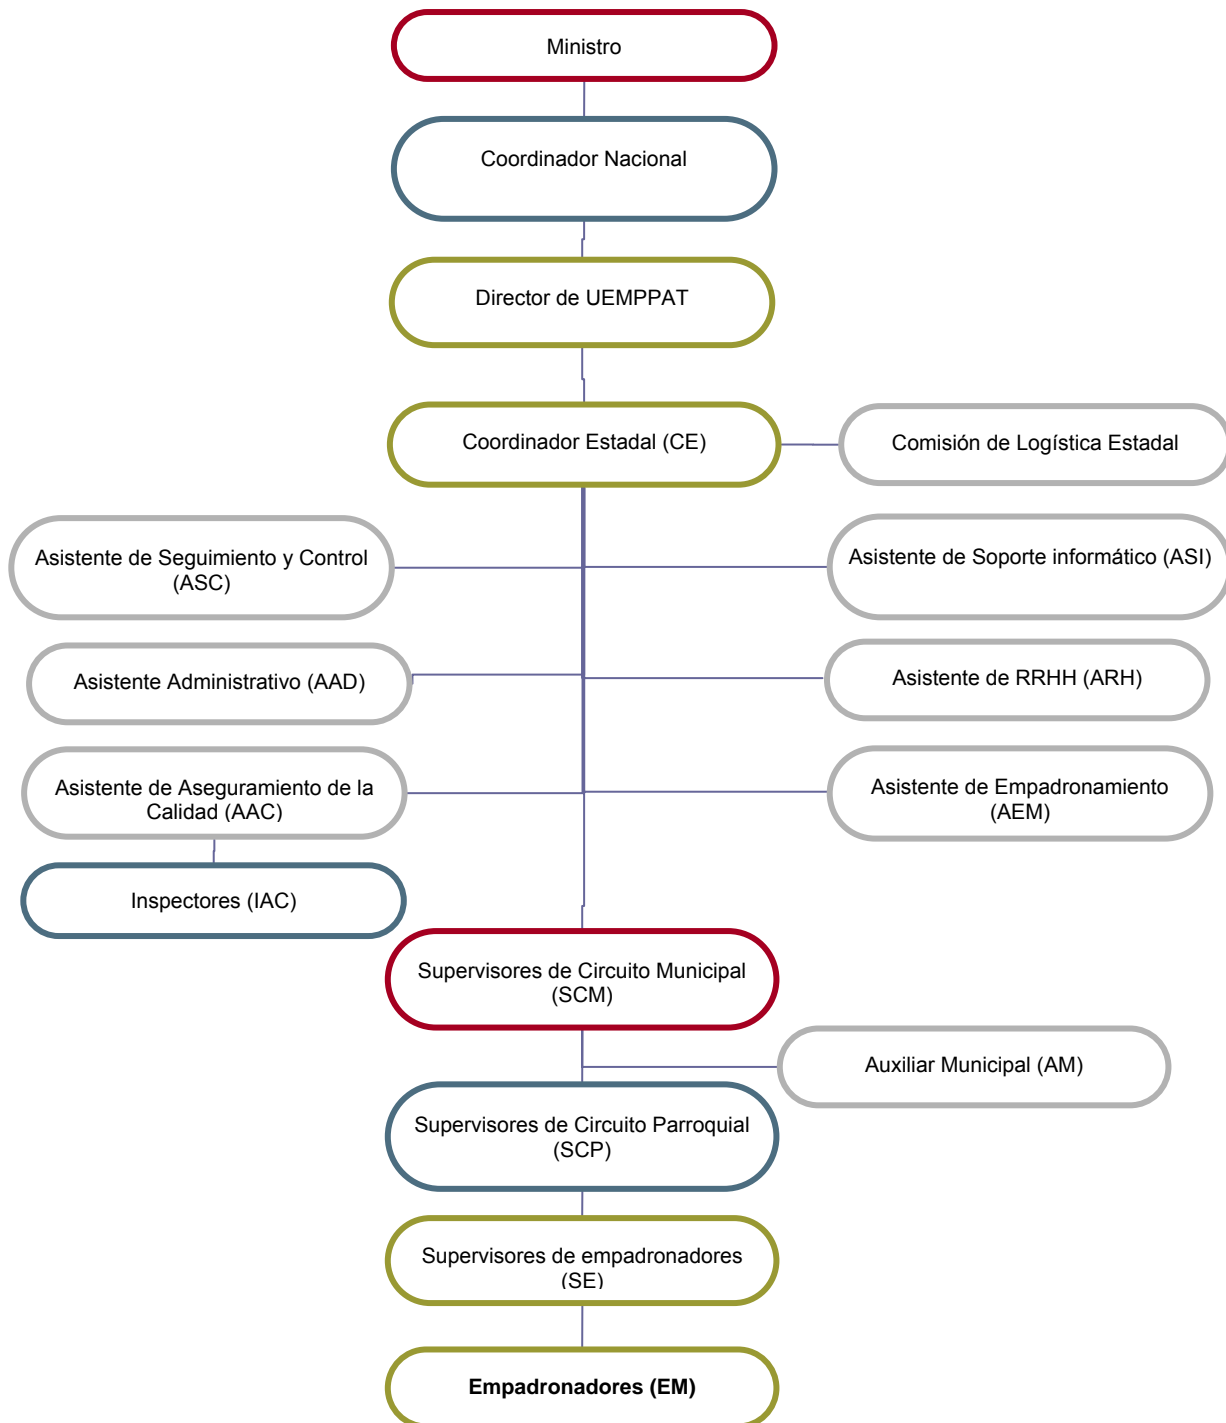 Ministro
Coordinador Nacional
Director de UEMPPAT
Coordinador Estadal (CE)
Comisión de Logística Estadal
Asistente de Seguimiento y Control
(ASC)
Asistente de Soporte informático (ASI)
Asistente Administrativo (AAD)
Asistente de RRHH (ARH)
Asistente de Aseguramiento de la
Calidad (AAC)
Asistente de Empadronamiento
(AEM)
Inspectores (IAC)
Supervisores de Circuito Municipal
(SCM)
Auxiliar Municipal (AM)
Supervisores de Circuito Parroquial
(SCP)
Supervisores de empadronadores
(SE)
Empadronadores (EM)